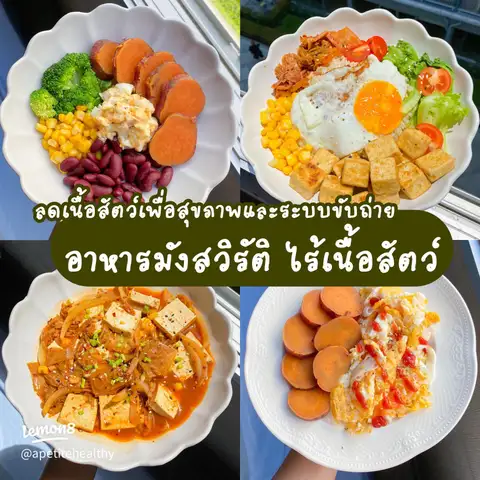 ลดเนื้อสัตว์เพื่อสุขภาพและระบบขับถ่าย
อาหารมังสวิรัติ ไร้เนื้อสัตว์
lemon8
@apetitehealthy